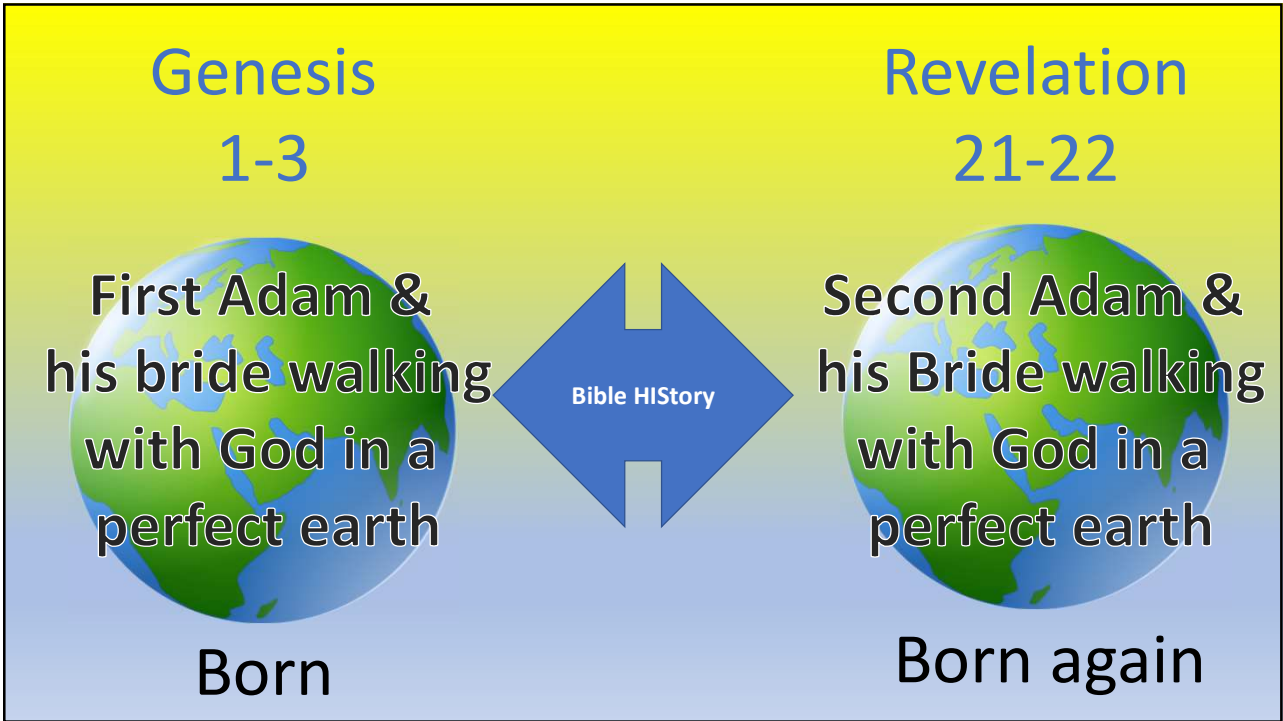 Genesis
1-3
First Adam &
his bride walking
with God in a
perfect earth
Born
Bible HIStory
Revelation
21-22
Second Adam &
his Bride walking
with God in a
perfect earth
Born again